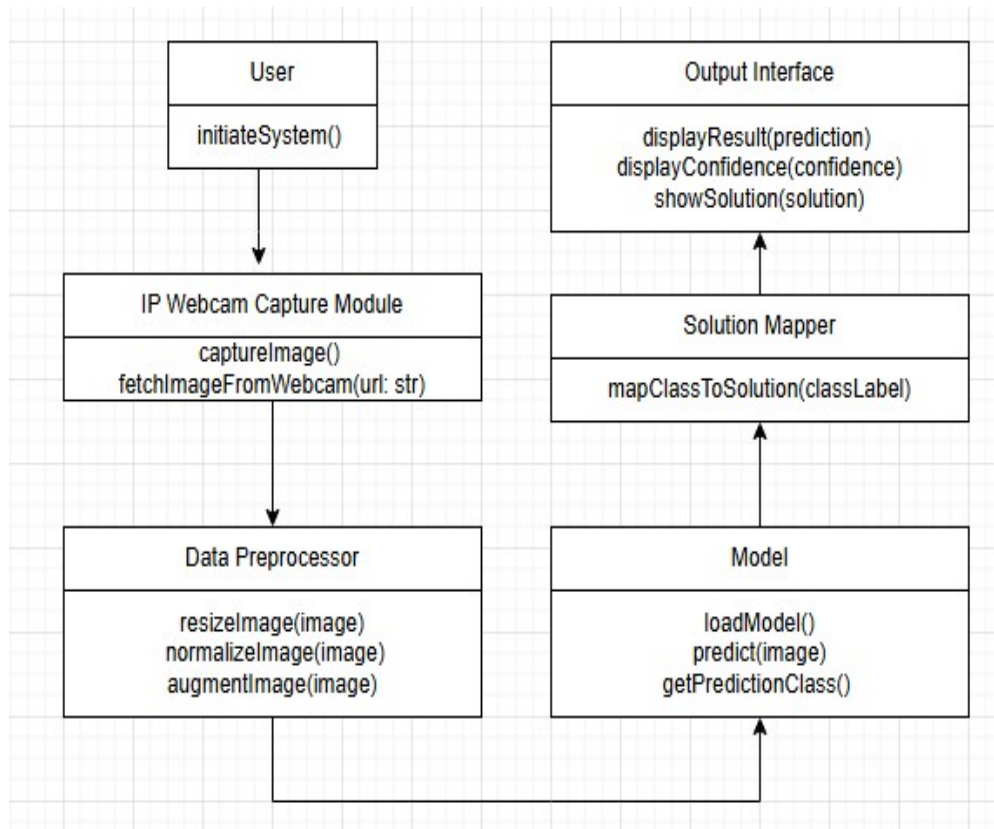 User
initiateSystem()
IP Webcam Capture Module
captureImage()
fetchImageFromWebcam(url: str)
Data Preprocessor
resizeImage(image)
normalizeImage(image)
augmentImage(image)
Model
loadModel()
predict(image)
getPredictionClass()
Solution Mapper
mapClassToSolution(classLabel)
Output Interface
displayResult(prediction)
displayConfidence(confidence)
showSolution(solution)